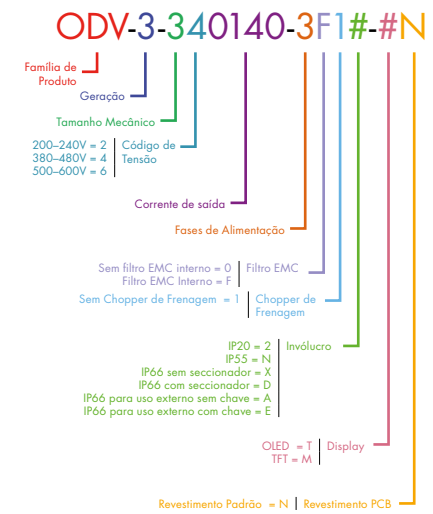 ODV-3-340140-3F1#-#N
Família de
Produto
Geração
Tamanho Mecânico
200–240V = 2
380–480V = 4
500–600V = 6
Código de
Tensão
Corrente de saída
Fases de Alimentação
Sem filtro EMC interno = 0
Filtro EMC Interno = F
Filtro EMC
Sem Chopper de Frenagem = 1
Chopper de
Frenagem
IP20 = 2
IP55 = N
IP66 sem seccionador = X
IP66 com seccionador = D
IP66 para uso externo sem chave = A
IP66 para uso externo com chave = E
Invólucro
OLED = T
TFT = M
Display
Revestimento Padrão = N
Revestimento PCB